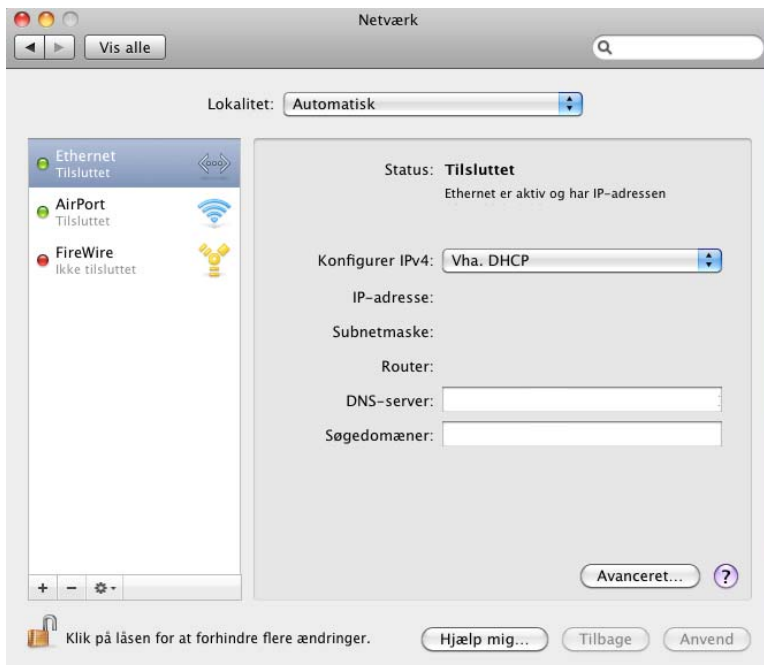 Netværk
Vis alle
Lokalitet: Automatisk
Ethernet
Tilsluttet
AirPort
Tilsluttet
FireWire
Ikke tilsluttet
Status: Tilsluttet
Ethernet er aktiv og har IP-adressen
Konfigurer IPv4: Vha. DHCP
IP-adresse:
Subnetmaske:
Router:
DNS-server:
Søgedomæner:
Avanceret... ?
Klik på låsen for at forhindre flere ændringer.
Hjælp mig... Tilbage Anvend